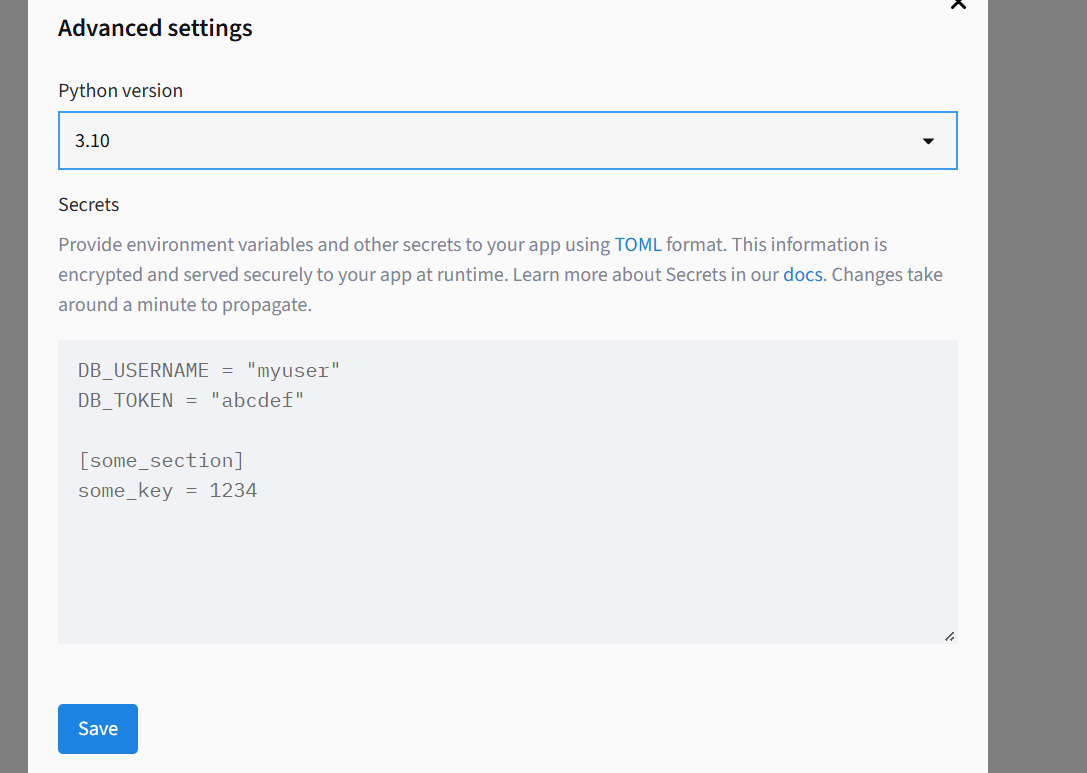 Advanced settings
Python version
3.10
Secrets
Provide environment variables and other secrets to your app using TOML format. This information is
encrypted and served securely to your app at runtime. Learn more about Secrets in our docs. Changes take
around a minute to propagate.
DB_USERNAME = "myuser"
DB_TOKEN = "abcdef"
[some_section]
some_key = 1234
Save